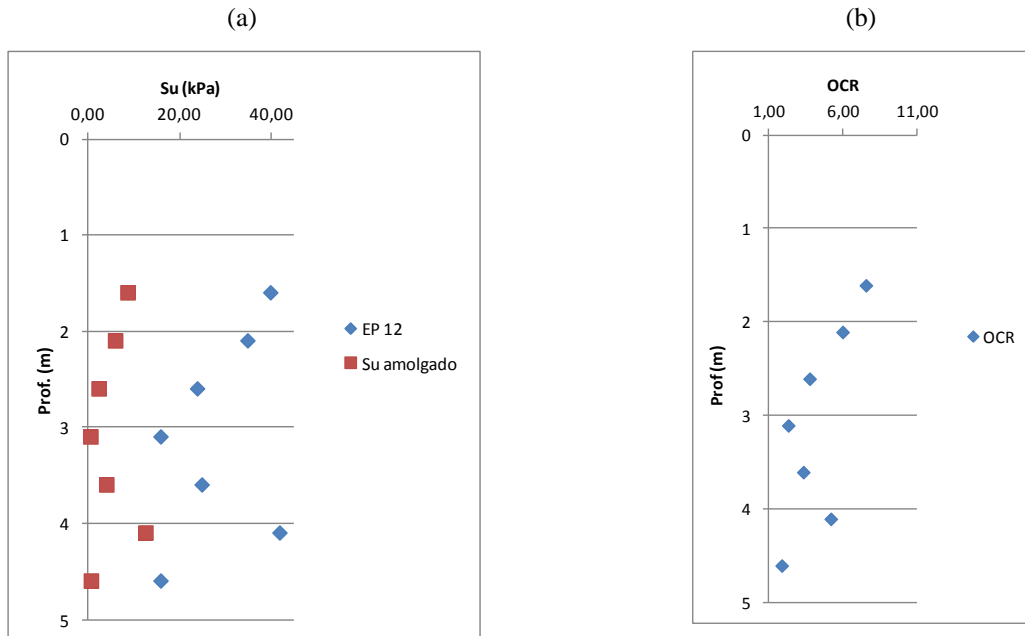 (a)
Su (kPa)
0,00 20,00 40,00
0
1
2
3
4
5
Prof. (m)
EP 12
Su amolgado
(b)
OCR
1,00 6,00 11,00
0
1
2
3
4
5
Prof (m)
OCR